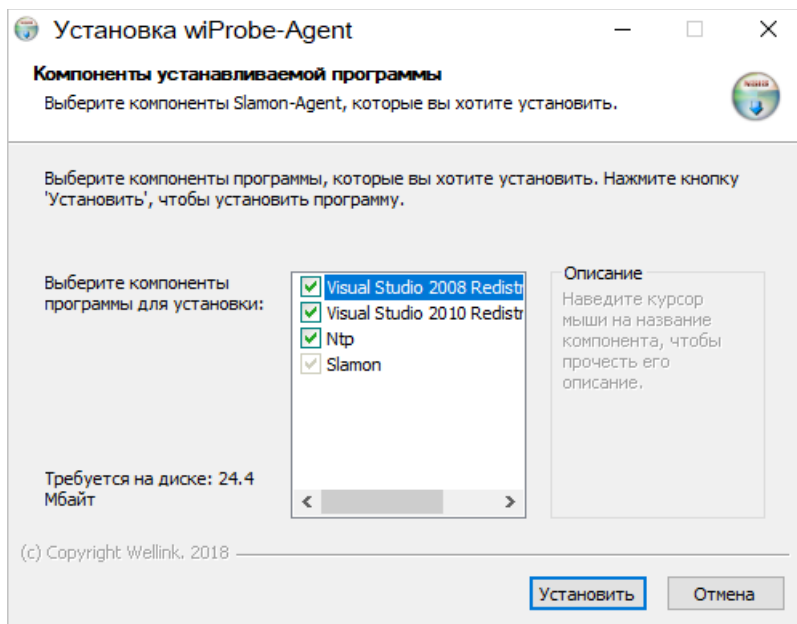 Установка wiProbe-Agent
Компоненты устанавливаемой программы
Выберите компоненты Slamon-Agent, которые вы хотите установить.
Выберите компоненты программы, которые вы хотите установить. Нажмите кнопку
'Установить', чтобы установить программу.
Выберите компоненты
программы для установки:
Visual Studio 2008 Redistr
Visual Studio 2010 Redistr
Ntp
Slamon
Описание
Наведите курсор
мыши на название
компонента, чтобы
прочесть его
описание.
Требуется на диске: 24.4
Мбайт
(c) Copyright Wellink. 2018
Установить
Отмена